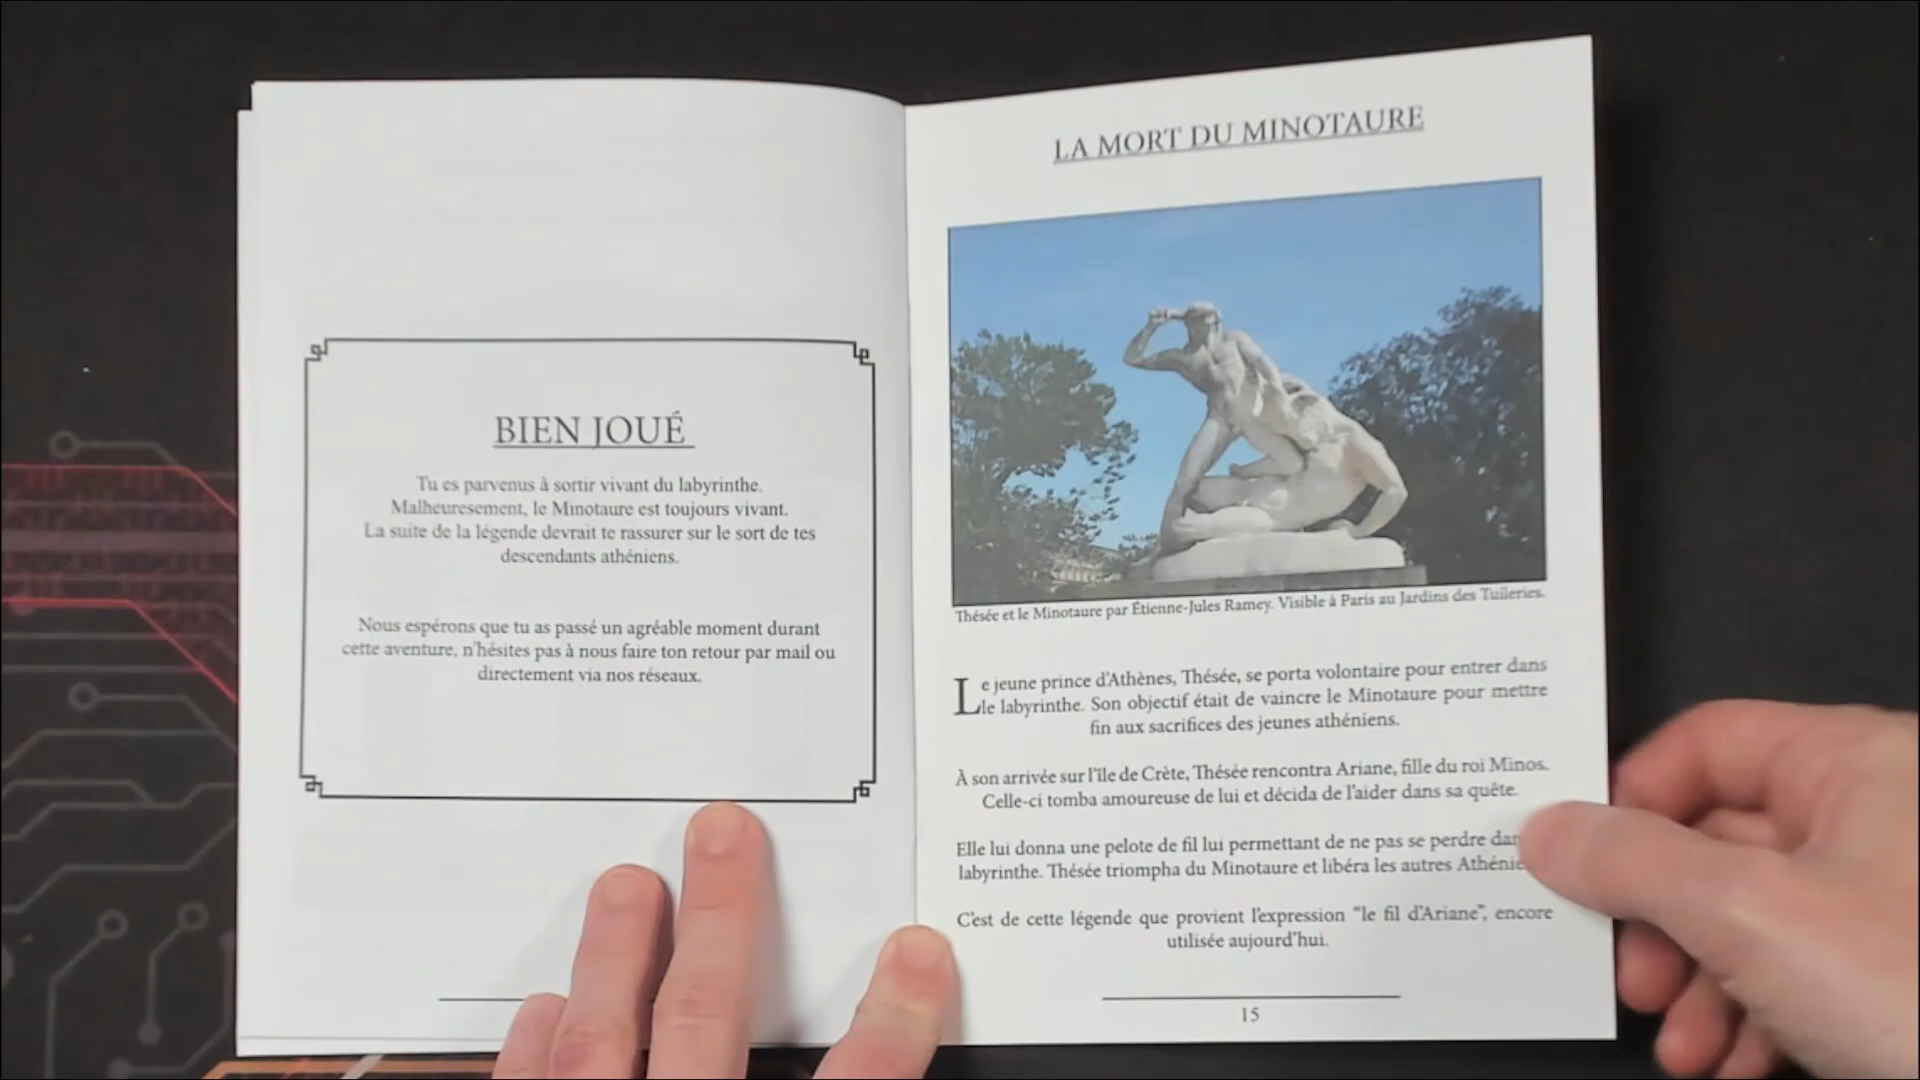 BIEN JOUÉ
Tu es parvenus à sortir vivant du labyrinthe.
Malheuresement, le Minotaure est toujours vivant.
La suite de la légende devrait te rassurer sur le sort de tes
descendants athéniens.
Nous espérons que tu as passé un agréable moment durant
cette aventure, n'hésites pas à nous faire ton retour par mail ou
directement via nos réseaux.
LA MORT DU MINOTAURE
Thésée et le Minotaure par Étienne-Jules Ramey. Visible à Paris au Jardins des Tuileries.
Le jeune prince d'Athènes, Thésée, se porta volontaire pour entrer dans
le labyrinthe. Son objectif était de vaincre le Minotaure pour mettre
fin aux sacrifices des jeunes athéniens.
À son arrivée sur l'île de Crète, Thésée rencontra Ariane, fille du roi Minos.
Celle-ci tomba amoureuse de lui et décida de l'aider dans sa quête.
Elle lui donna une pelote de fil lui permettant de ne pas se perdre
labyrinthe. Thésée triompha du Minotaure et libéra les autres
C'est de cette légende que provient l'expression "le fil d'Ariane", encore
utilisée aujourd'hui.
15